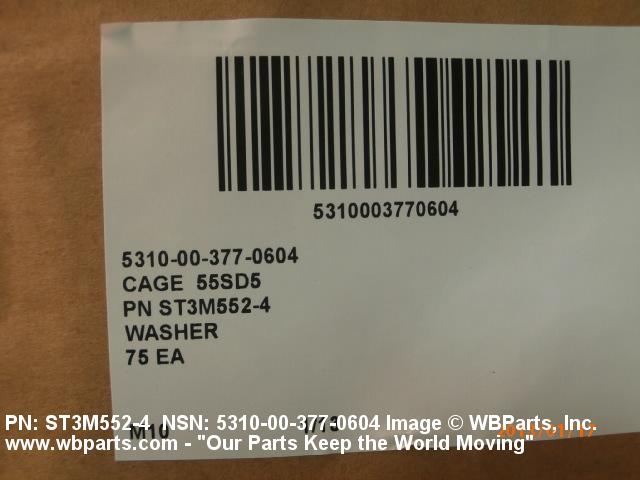 5310003770604
5310-00-377-0604
CAGE 55SD5
PN ST3M552-4
WASHER
75 EA
M10
PN: ST3M552-4, NSN: 5310-00-377-0604 Image © WBParts, Inc.
www.wbparts.com - "Our Parts Keep the World Moving"